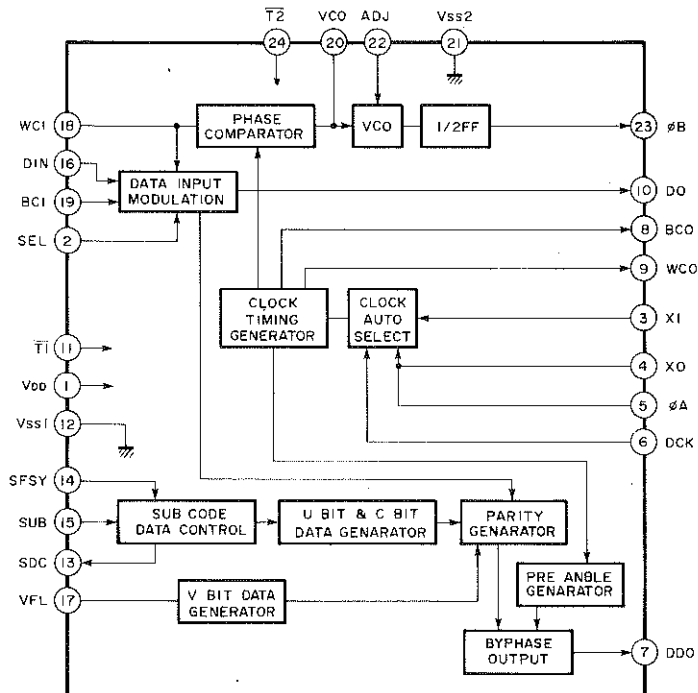 T2 VCO ADJ Vss2
24 20 22 21
WCI 18
PHASE
COMPARATOR
VCO
1/2FF
23 øB
DIN 16
BCI 19
DATA INPUT
MODULATION
10 DO
SEL 2
8 BCO
9 WCO
CLOCK
TIMING
GENERATOR
CLOCK
AUTO
SELECT
3 XI
T1 11
4 XO
VDD 1
5 øA
Vss1 12
6 DCK
SFSY 14
SUB 15
SUB CODE
DATA CONTROL
U BIT & C BIT
DATA GENARATOR
PARITY
GENARATOR
SDC 13
VFL 17
V BIT DATA
GENERATOR
PRE ANGLE
GENARATOR
BYPHASE
OUTPUT
7 DDO